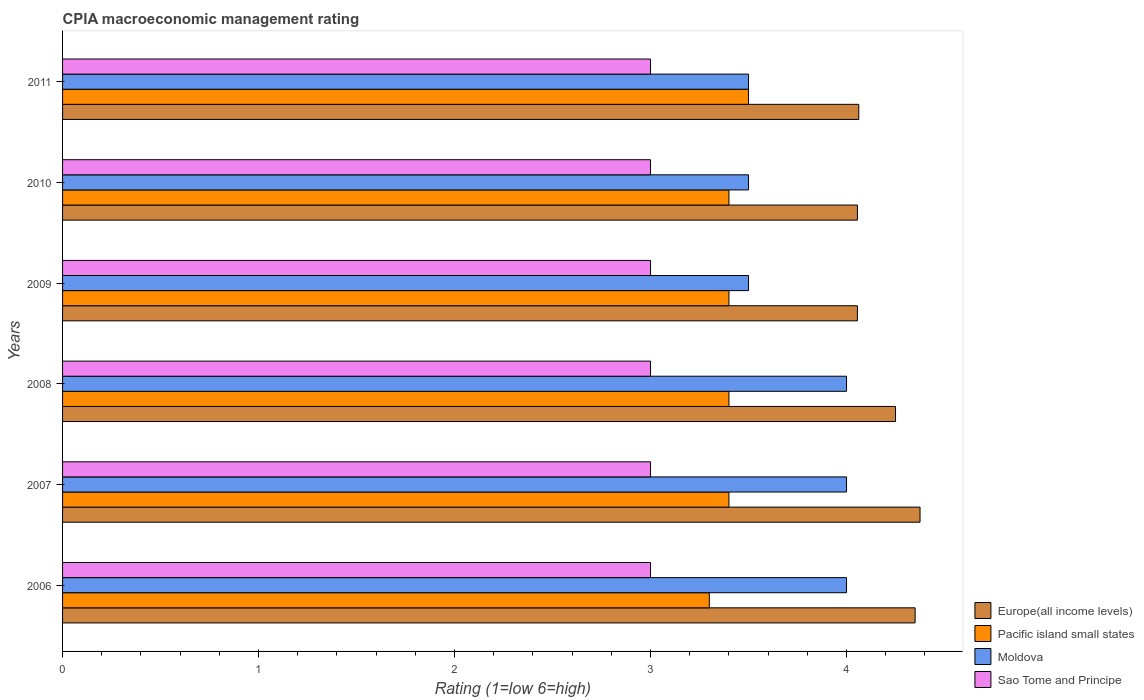 CPIA macroeconomic management rating
2011
2010
2009
2008
2007
2006
Years
0
1
2
3
4
Rating (1=low 6=high)
Europe(all income levels)
Pacific island small states
Moldova
Sao Tome and Principe